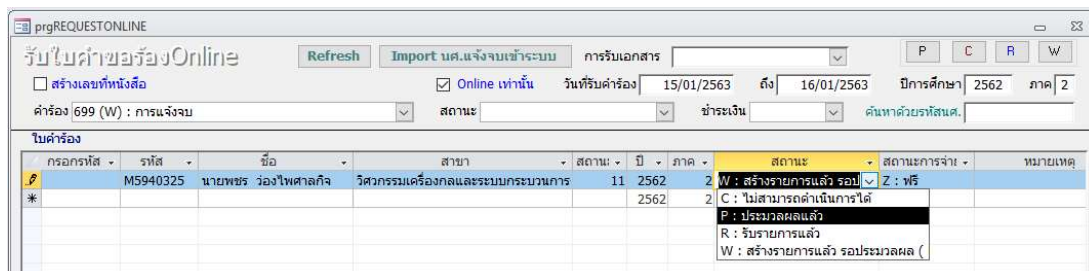 prgREQUESTONLINE
รับใบคำขอร้องOnline Refresh Import นศ.แจ้งจบเข้าระบบ การรับเอกสาร P C R W
สร้างเลขที่หนังสือ Online เท่านั้น วันที่รับคำร้อง 15/01/2563 ถึง 16/01/2563 ปีการศึกษา 2562 ภาค 2
คำร้อง 699 (W) : การแจ้งจบ สถานะ ชำระเงิน ค้นหาด้วยรหัสนศ.
ใบคำร้อง
กรอกรหัส รหัส ชื่อ สาขา สถานะ ปี ภาค สถานะ สถานะการจ่าย หมายเหตุ
M5940325 นายพชร ว่องไพศาลกิจ วิศวกรรมเครื่องกลและระบบกระบวนการ 11 2562 2 W : สร้างรายการแล้ว รอป Z : ฟรี
2562 2 C : ไม่สามารถดำเนินการได้
P : ประมวลผลแล้ว
R : รับรายการแล้ว
W : สร้างรายการแล้ว รอประมวลผล (